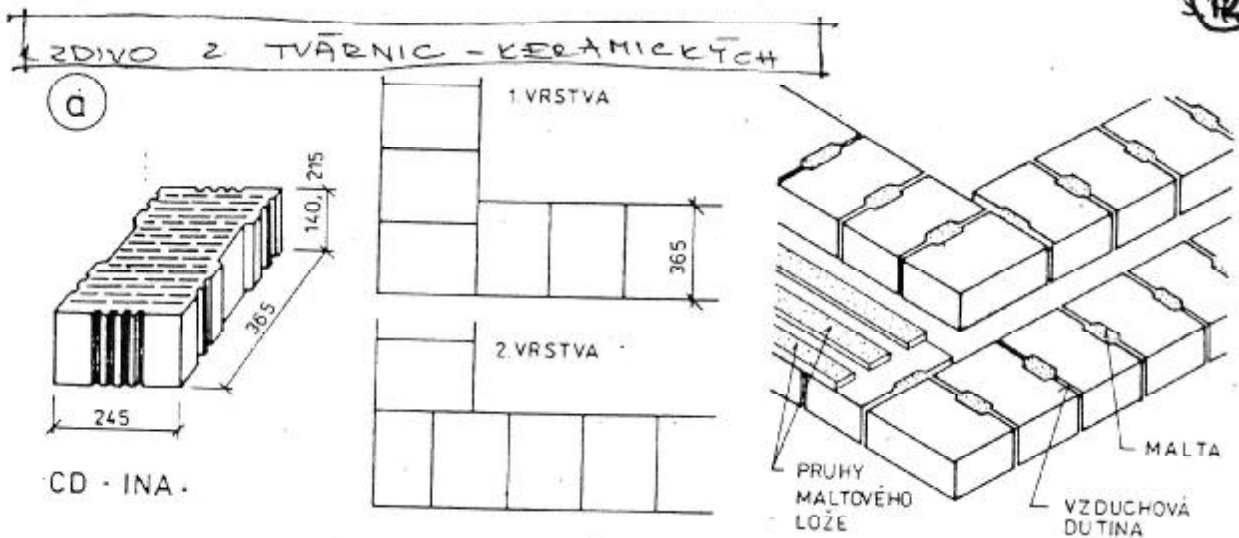 ZDIVO Z TVÁRNIC - KERAMICKÝCH
a
1. VRSTVA
140, 215
365
245
CD · INA ·
365
2. VRSTVA
PRUHY
MALTOVÉHO
LOŽE
MALTA
VZDUCHOVÁ
DUTINA